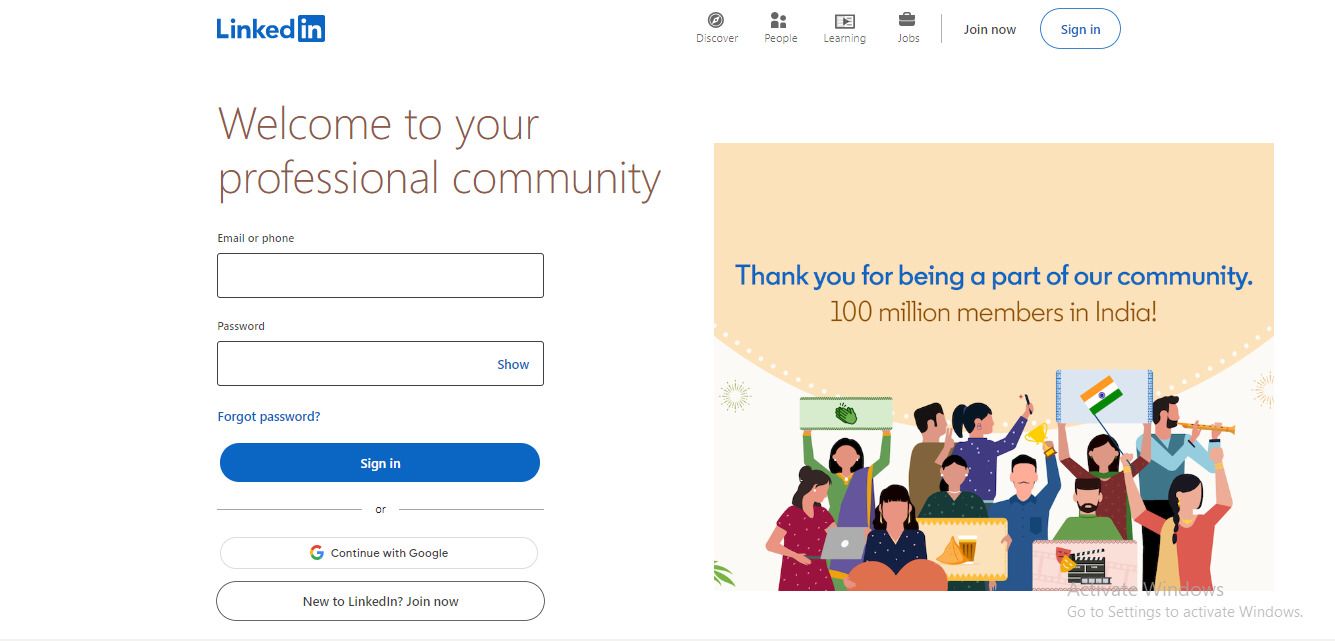 Linked in
Discover
People
Learning
Jobs
Join now
Sign in
Welcome to your
professional community
Email or phone
Password
Show
Forgot password?
Sign in
or
Continue with Google
New to LinkedIn? Join now
Thank you for being a part of our community.
100 million members in India!
Activate Windows
Go to Settings to activate Windows.